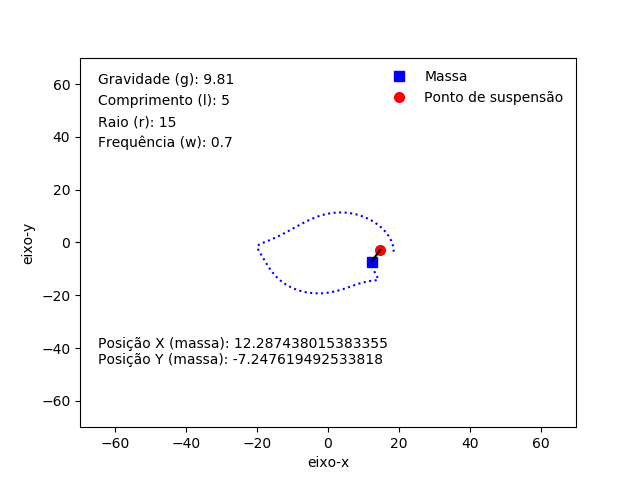 Gravidade (g): 9.81
Comprimento (l): 5
Raio (r): 15
Frequência (w): 0.7
Massa
Ponto de suspensão
60
40
20
0
−20
−40
−60
eixo-y
Posição X (massa): 12.287438015383355
Posição Y (massa): -7.247619492533818
−60
−40
−20
0
20
40
60
eixo-x